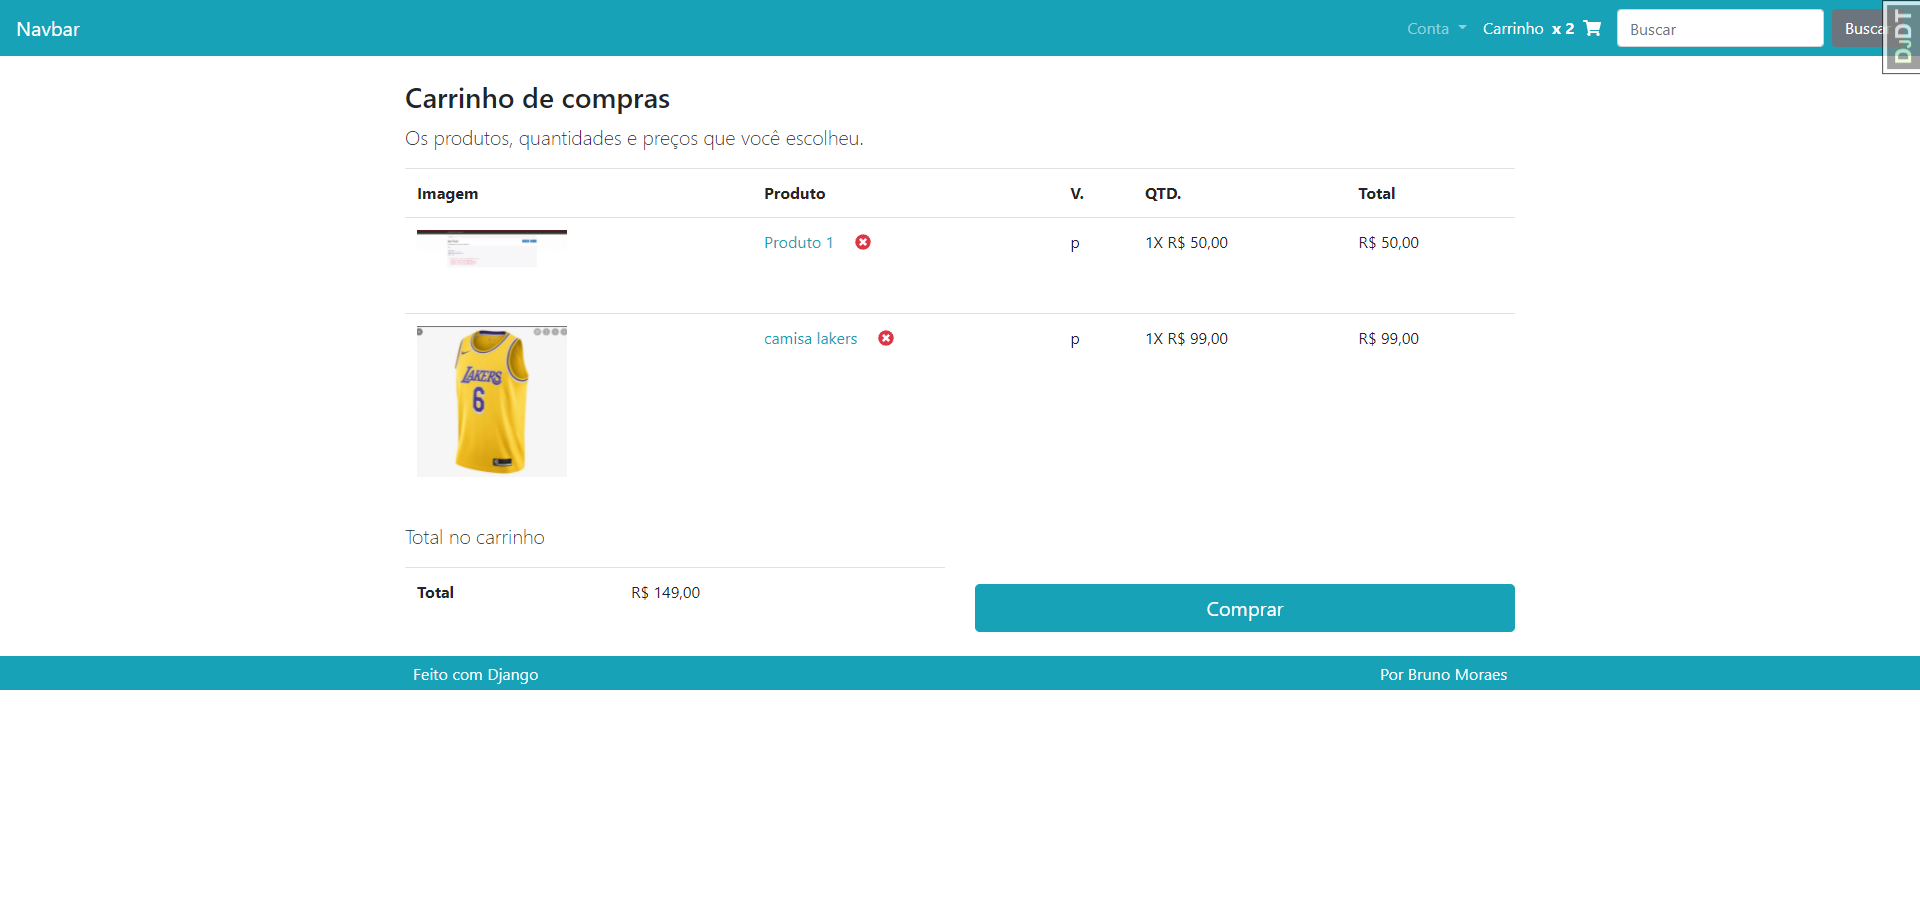 Navbar
Conta
Carrinho x 2
Buscar
Busca
DJDT
Carrinho de compras
Os produtos, quantidades e preços que você escolheu.
Imagem Produto V. QTD. Total
Produto 1 p 1X R$ 50,00 R$ 50,00
camisa lakers p 1X R$ 99,00 R$ 99,00
LAKERS
6
Total no carrinho
Total R$ 149,00
Comprar
Feito com Django
Por Bruno Moraes